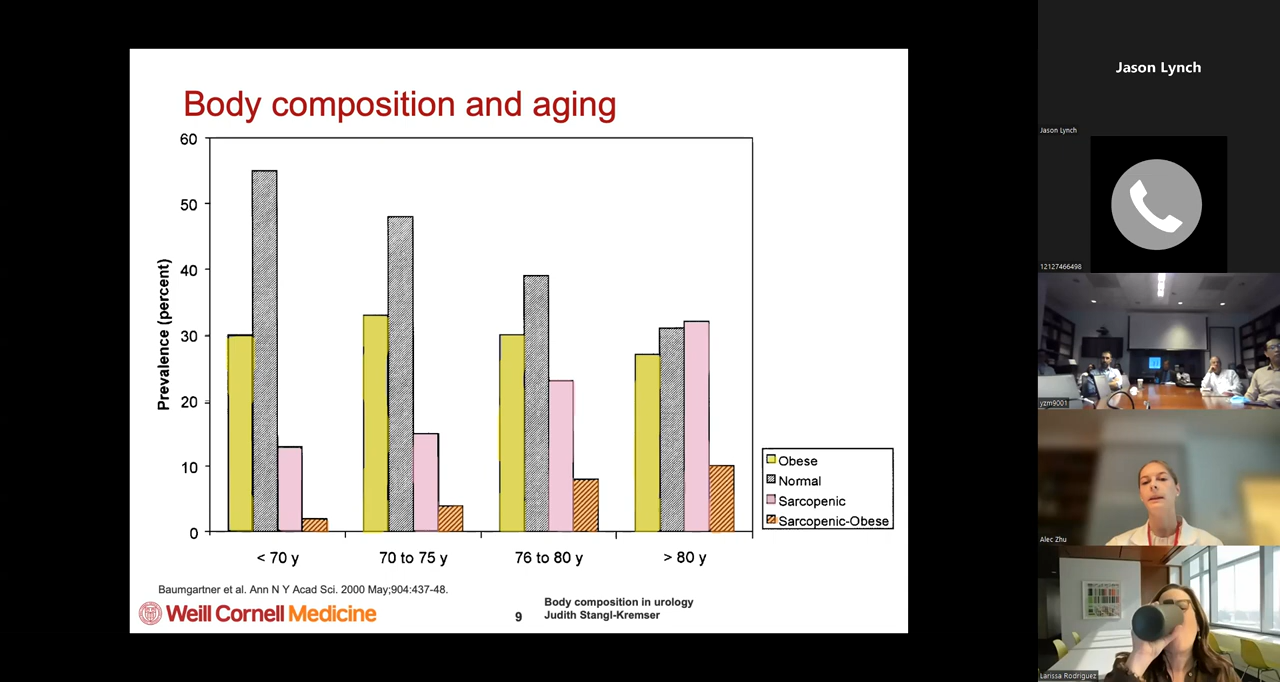 Body composition and aging
60
50
40
30
20
10
0
Prevalence (percent)
< 70 y
70 to 75 y
76 to 80 y
> 80 y
Obese
Normal
Sarcopenic
Sarcopenic-Obese
Baumgartner et al. Ann N Y Acad Sci. 2000 May;904:437-48.
Weill Cornell Medicine
9
Body composition in urology
Judith Stangl-Kremser
Jason Lynch
Jason Lynch
12127466498
yzm9001
Alec Zhu
Larissa Rodriguez